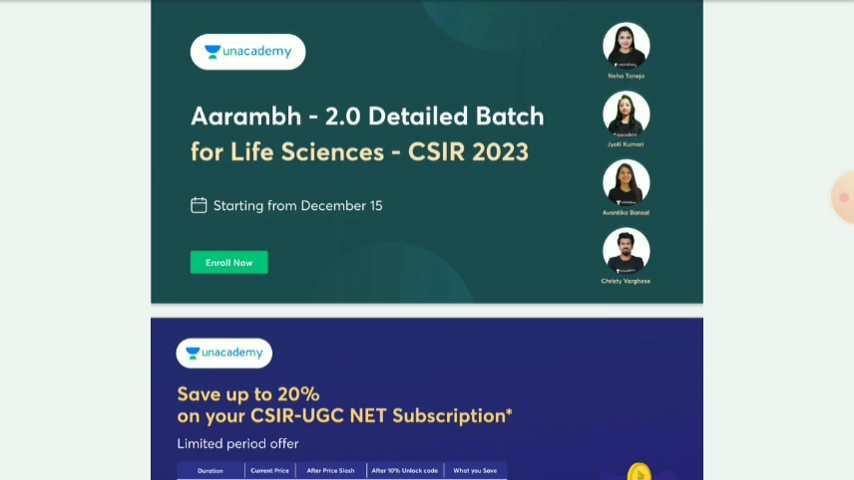 unacademy
Neha Taneja
Aarambh - 2.0 Detailed Batch
for Life Sciences - CSIR 2023
Jyoti Kumari
Starting from December 15
Avantika Bansal
Enroll Now
Christy Varghese
unacademy
Save up to 20%
on your CSIR-UGC NET Subscription*
Limited period offer
Duration Current Price After Price Slash After 10% Unlock code What you Save